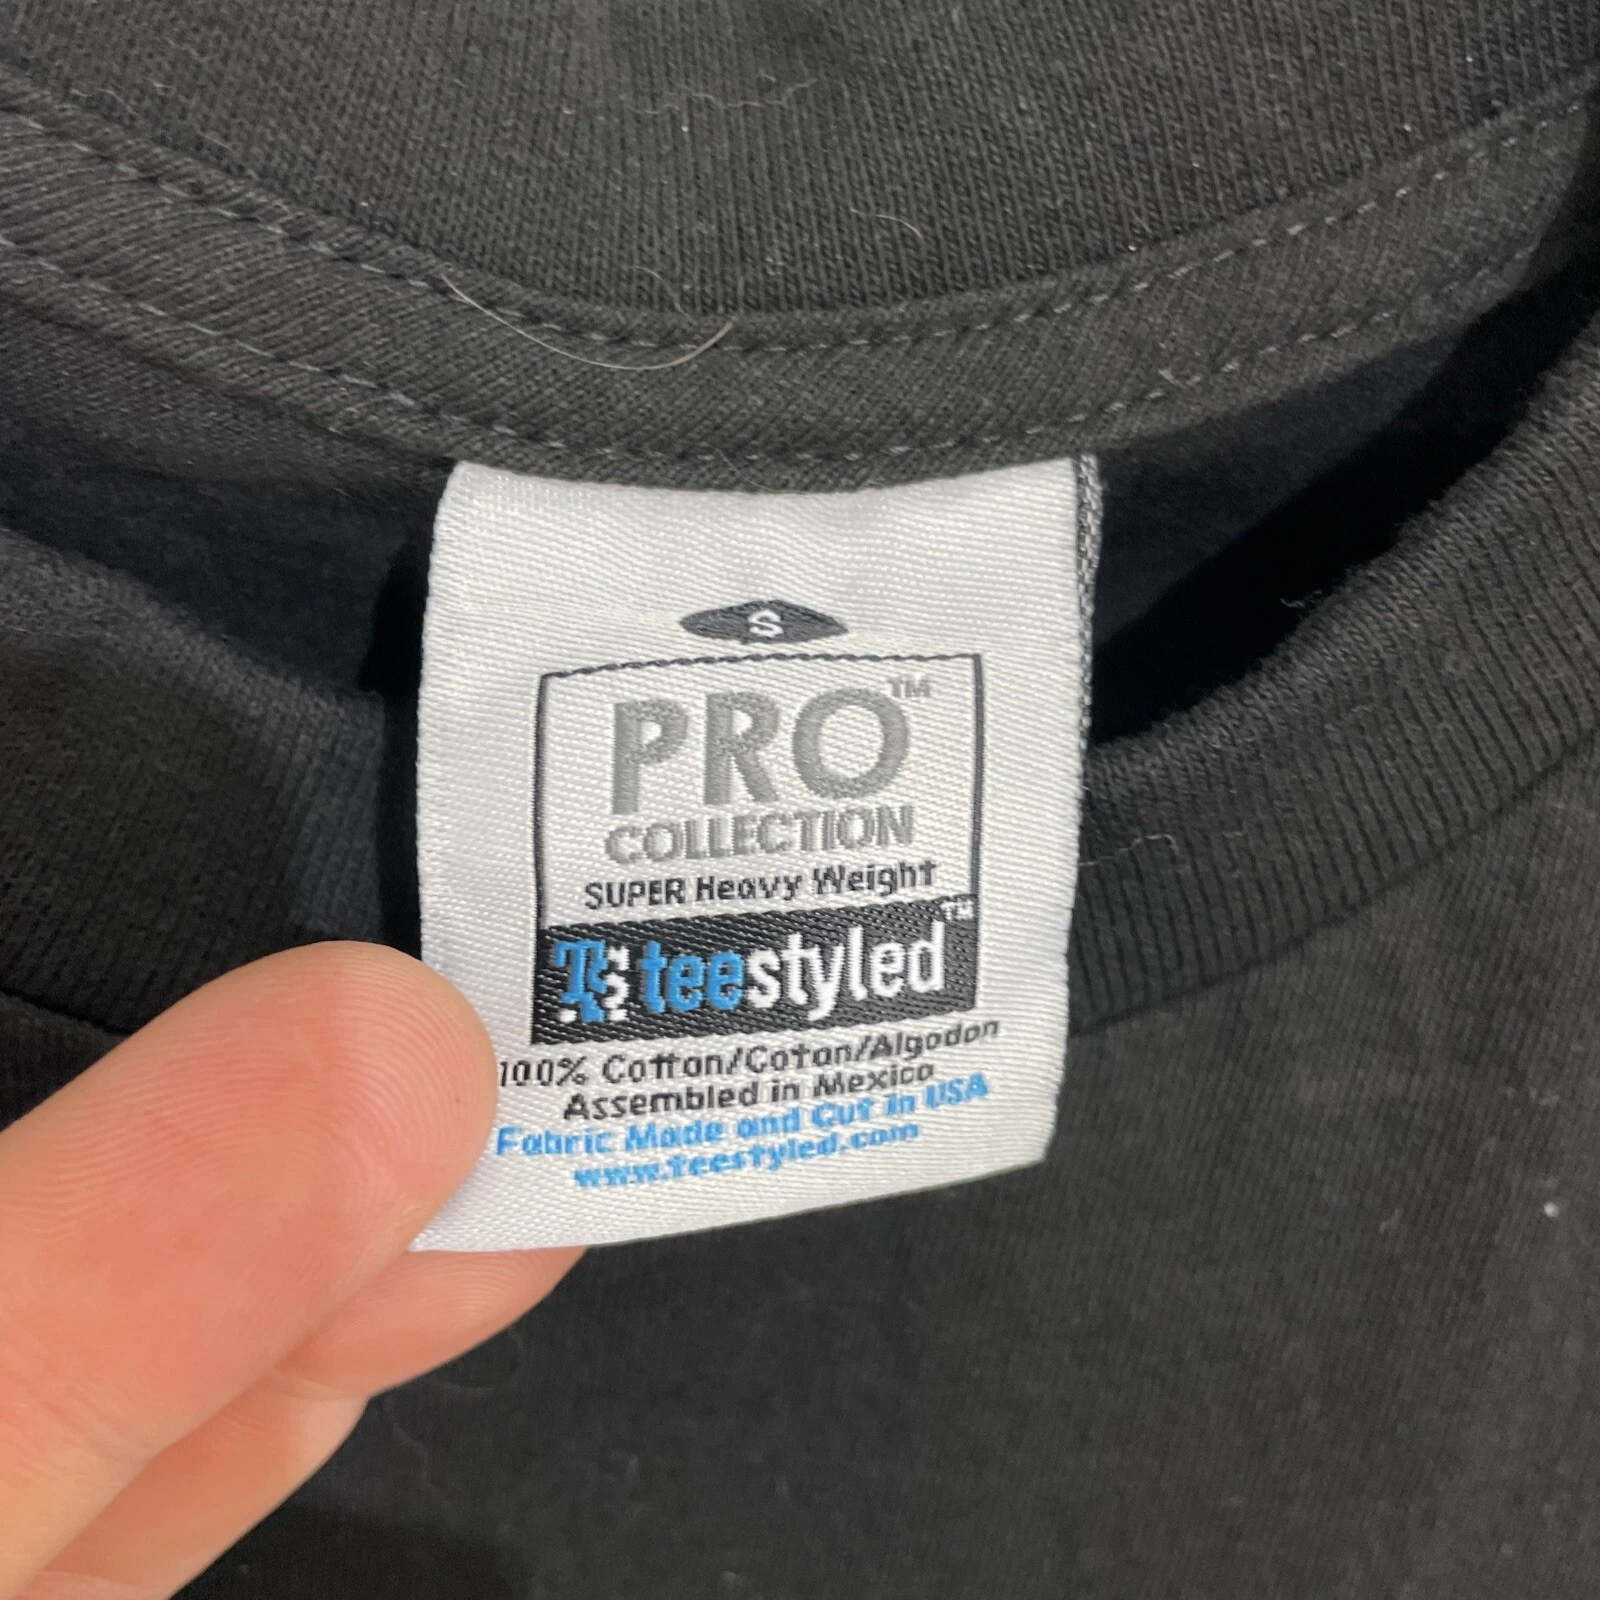 S
PRO™
COLLECTION
SUPER Heavy Weight
TS teestyled™
100% Cotton/Coton/Algodon
Assembled in Mexico
Fabric Made and Cut in USA
www.teestyled.com